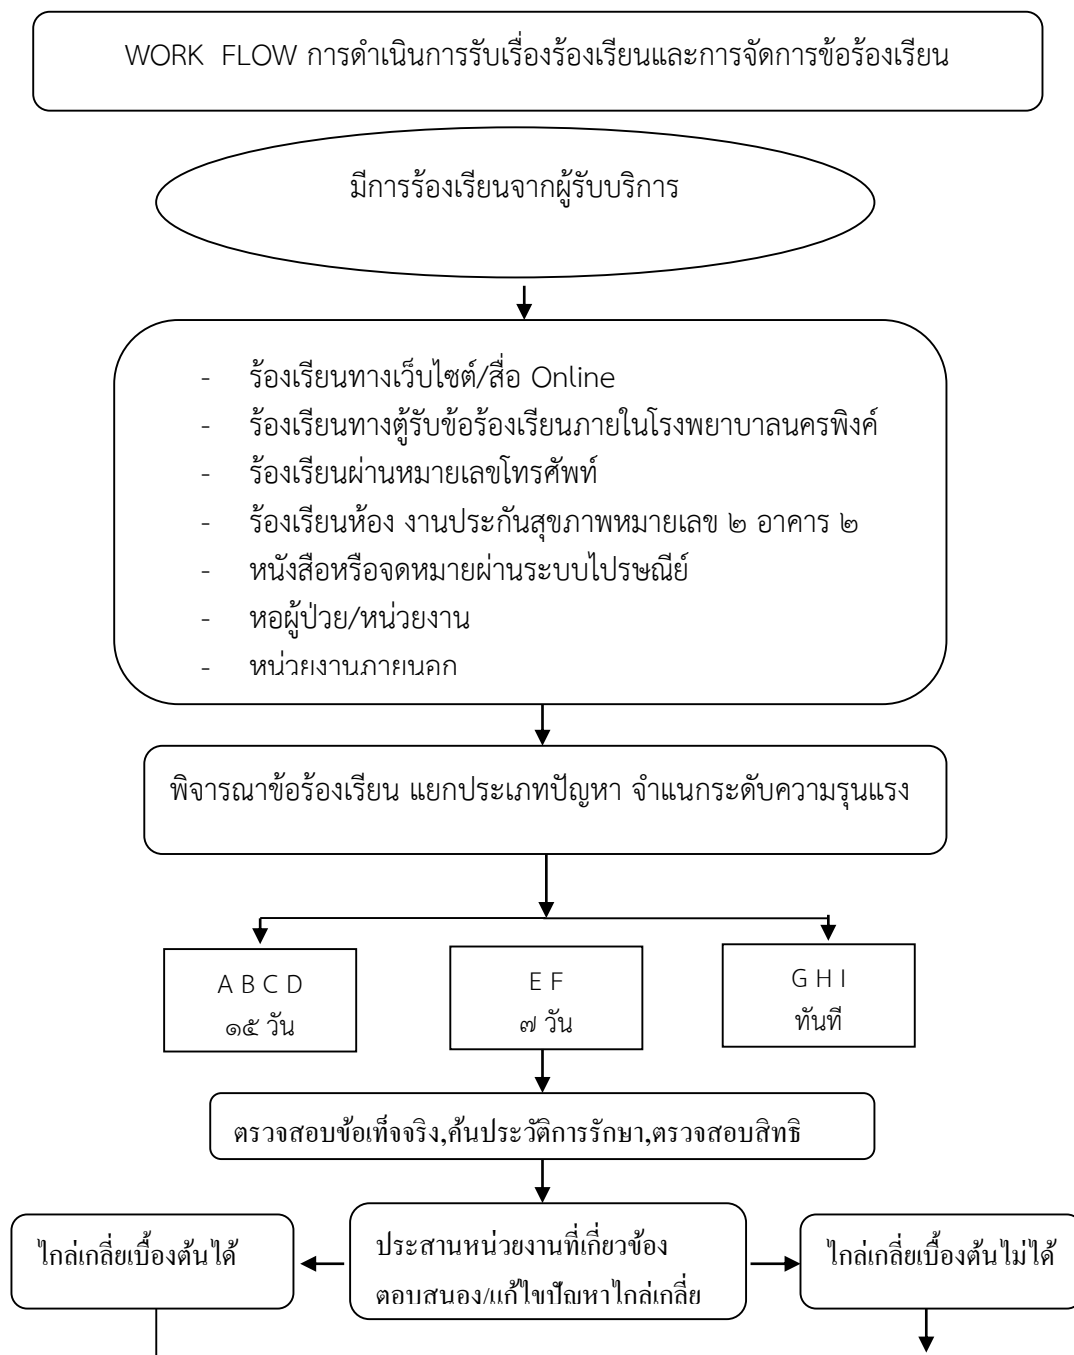 WORK FLOW การดำเนินการรับเรื่องร้องเรียนและการจัดการข้อร้องเรียน
มีการร้องเรียนจากผู้รับบริการ
- ร้องเรียนทางเว็บไซต์/สื่อ Online
- ร้องเรียนทางตู้รับข้อร้องเรียนภายในโรงพยาบาลนครพิงค์
- ร้องเรียนผ่านหมายเลขโทรศัพท์
- ร้องเรียนห้อง งานประกันสุขภาพหมายเลข ๒ อาคาร ๒
- หนังสือหรือจดหมายผ่านระบบไปรษณีย์
- หอผู้ป่วย/หน่วยงาน
- หน่วยงานภายนอก
พิจารณาข้อร้องเรียน แยกประเภทปัญหา จำแนกระดับความรุนแรง
A B C D
๑๕ วัน
E F
๗ วัน
G H I
ทันที
ตรวจสอบข้อเท็จจริง,ค้นประวัติการรักษา,ตรวจสอบสิทธิ
ไกล่เกลี่ยเบื้องต้นได้
ประสานหน่วยงานที่เกี่ยวข้อง
ตอบสนอง/แก้ไขปัญหาไกล่เกลี่ย
ไกล่เกลี่ยเบื้องต้นไม่ได้